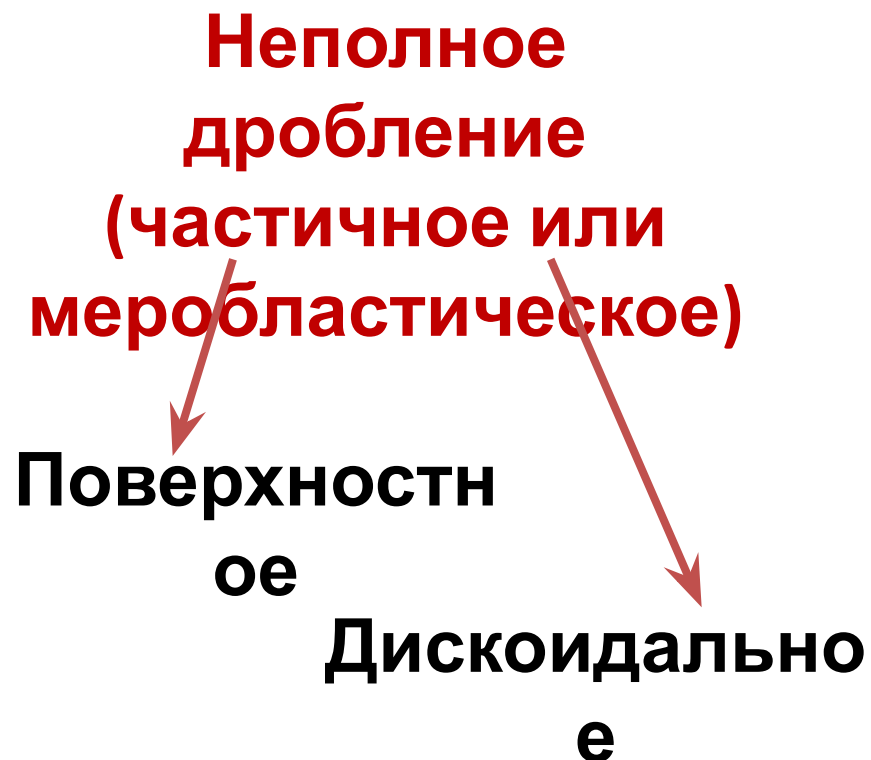 Неполное
дробление
(частичное или
меробластическое)
Поверхностн
ое
Дискоидально
е